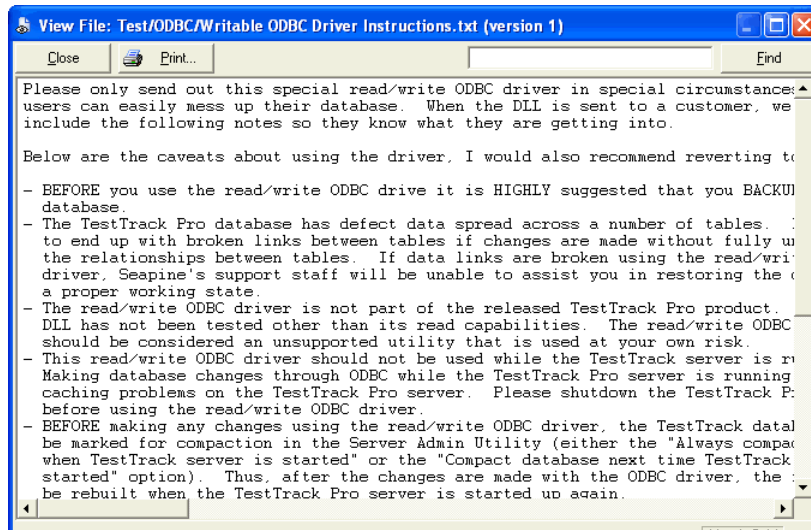 View File: Test/ODBC/Writable ODBC Driver Instructions.txt (version 1)
Close Print... Find
Please only send out this special read/write ODBC driver in special circumstances
users can easily mess up their database. When the DLL is sent to a customer, we
include the following notes so they know what they are getting into.
Below are the caveats about using the driver, I would also recommend reverting
- BEFORE you use the read/write ODBC drive it is HIGHLY suggested that you
database.
- The TestTrack Pro database has defect data spread across a number of tables.
to end up with broken links between tables if changes are made without fully
the relationships between tables. If data links are broken using the
driver, Seapine's support staff will be unable to assist you in restoring the
a proper working state.
- The read/write ODBC driver is not part of the released TestTrack Pro product.
DLL has not been tested other than its read capabilities. The read/write ODBC
should be considered an unsupported utility that is used at your own risk.
- This read/write ODBC driver should not be used while the TestTrack server is
Making database changes through ODBC while the TestTrack Pro server is running
caching problems on the TestTrack Pro server. Please shutdown the TestTrack
before using the read/write ODBC driver.
- BEFORE making any changes using the read/write ODBC driver, the TestTrack
be marked for compaction in the Server Admin Utility (either the "Always
when TestTrack server is started" or the "Compact database next time TestTrack
started" option). Thus, after the changes are made with the ODBC driver, the
be rebuilt when the TestTrack Pro server is started up again.